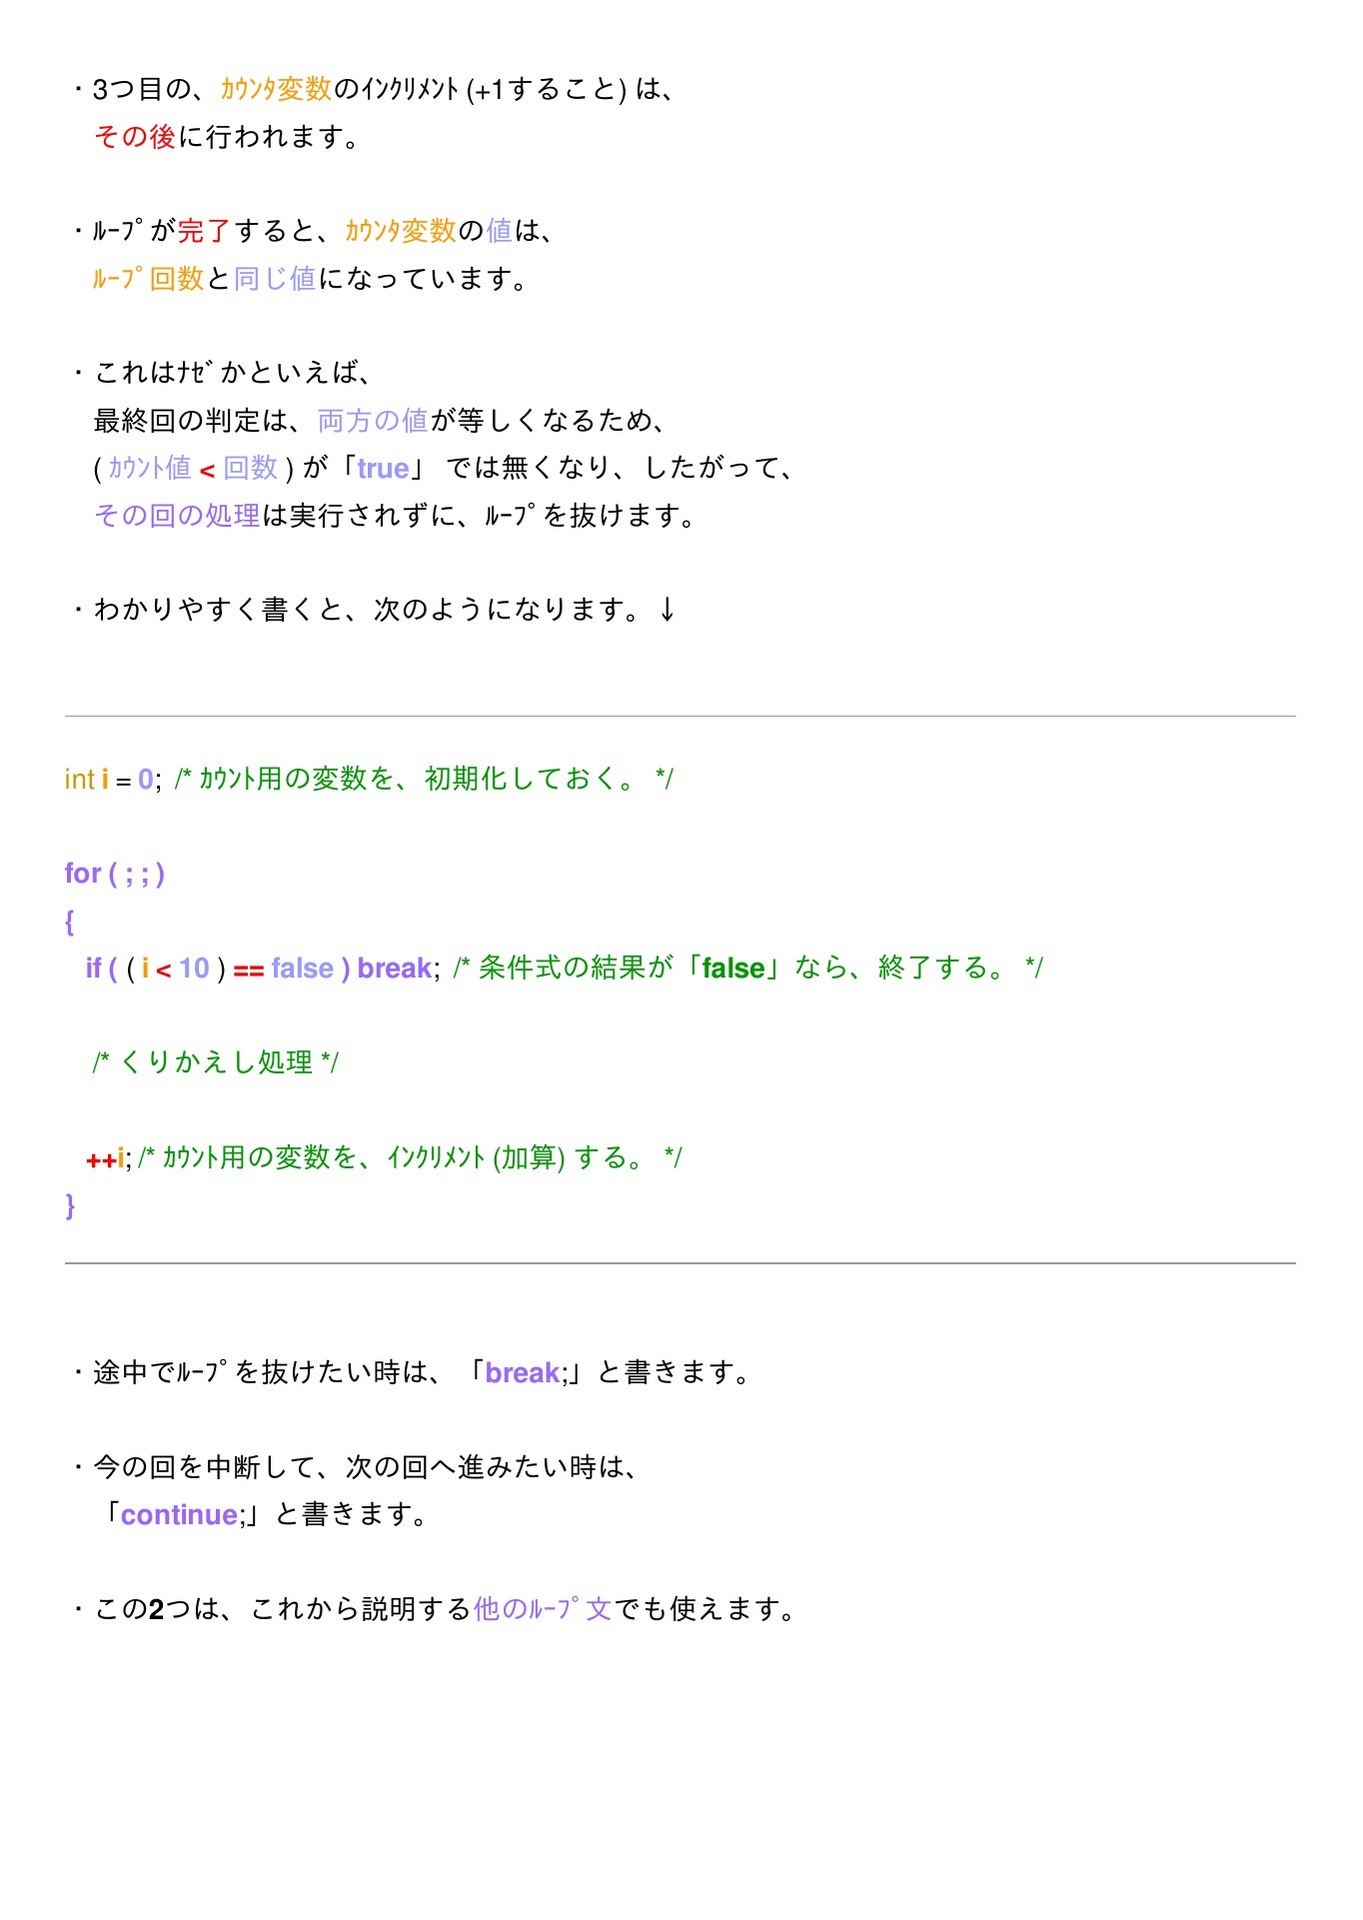 ・3つ目の、ｶｳﾝﾀ変数のｲﾝｸﾘﾒﾝﾄ (+1すること) は、
その後に行われます。
・ﾙｰﾌﾟが完了すると、ｶｳﾝﾀ変数の値は、
ﾙｰﾌﾟ回数と同じ値になっています。
・これはﾅｾﾞかといえば、
最終回の判定は、両方の値が等しくなるため、
( ｶｳﾝﾄ値 < 回数 ) が「true」 では無くなり、したがって、
その回の処理は実行されずに、ﾙｰﾌﾟを抜けます。
・わかりやすく書くと、次のようになります。↓
int i = 0; /* ｶｳﾝﾄ用の変数を、初期化しておく。 */
for ( ; ; )
{
if ( ( i < 10 ) == false ) break; /* 条件式の結果が「false」なら、終了する。 */
/* くりかえし処理 */
++i; /* ｶｳﾝﾄ用の変数を、ｲﾝｸﾘﾒﾝﾄ (加算) する。 */
}
・途中でﾙｰﾌﾟを抜けたい時は、「break;」と書きます。
・今の回を中断して、次の回へ進みたい時は、
「continue;」と書きます。
・この2つは、これから説明する他のﾙｰﾌﾟ文でも使えます。